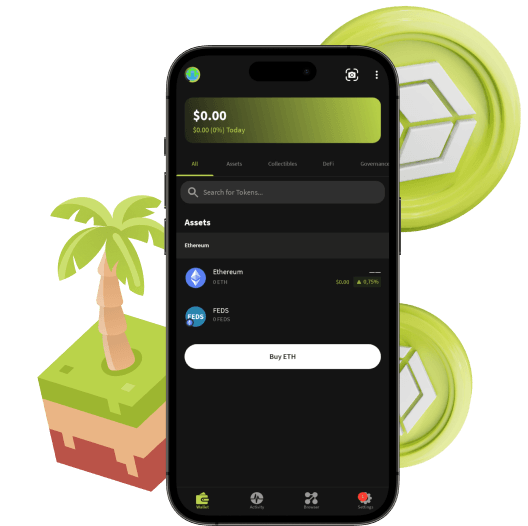 $0.00
$0.00 (0%) Today
All Assets Collectibles DeFi Governance
Search for Tokens...
Assets
Ethereum
Ethereum
0 ETH
$0.00 ▲ 0,75%
FEDS
FEDS
0 FEDS
Buy ETH
Wallet Activity Browser Settings